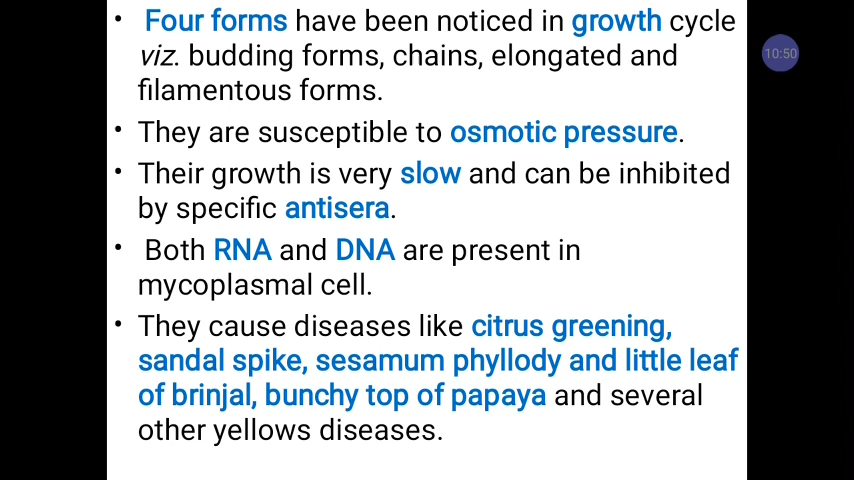 • Four forms have been noticed in growth cycle
viz. budding forms, chains, elongated and
filamentous forms.
• They are susceptible to osmotic pressure.
• Their growth is very slow and can be inhibited
by specific antisera.
• Both RNA and DNA are present in
mycoplasmal cell.
• They cause diseases like citrus greening,
sandal spike, sesamum phyllody and little leaf
of brinjal, bunchy top of papaya and several
other yellows diseases.
10:50